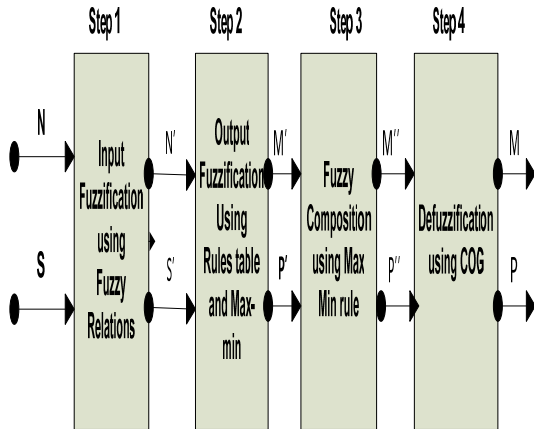 Step 1
Step 2
Step 3
Step 4
N
S
Input
Fuzzification
using
Fuzzy
Relations
N'
S'
Output
Fuzzification
Using
Rules table
and Max-
min
M'
P'
Fuzzy
Composition
using Max
Min rule
M''
P''
Defuzzification
using COG
M
P